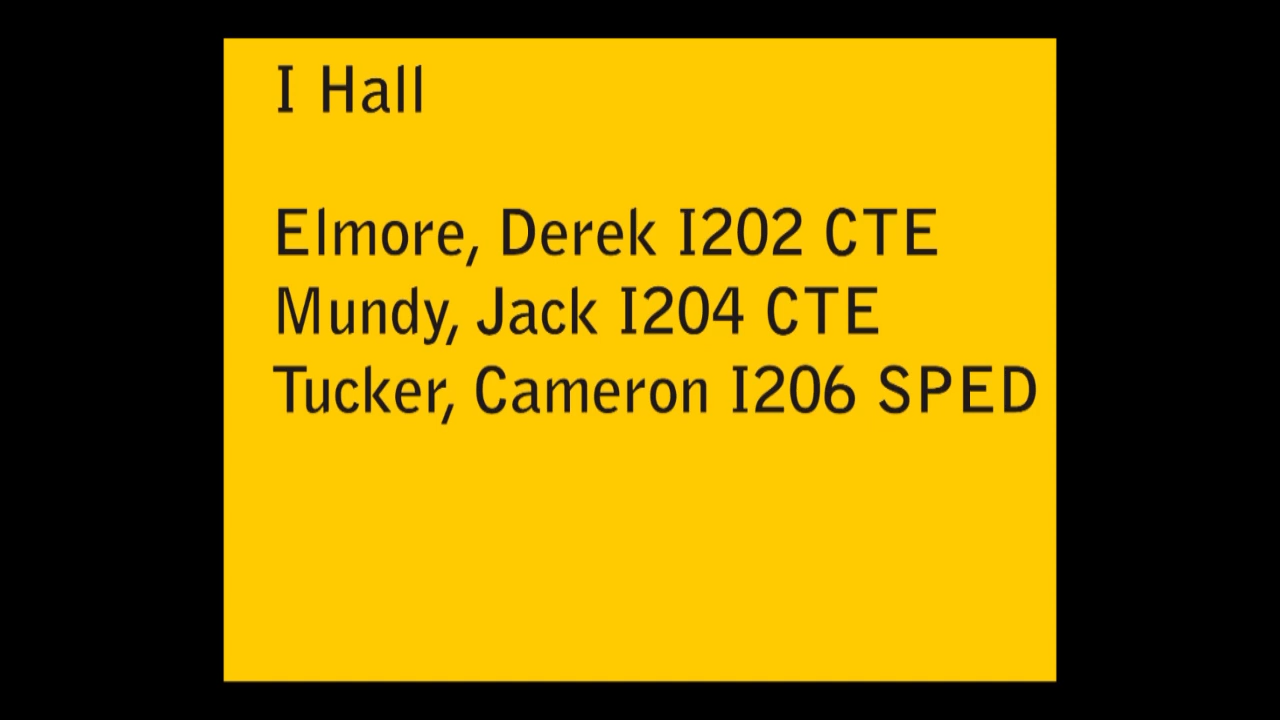 I Hall
Elmore, Derek I202 CTE
Mundy, Jack I204 CTE
Tucker, Cameron I206 SPED